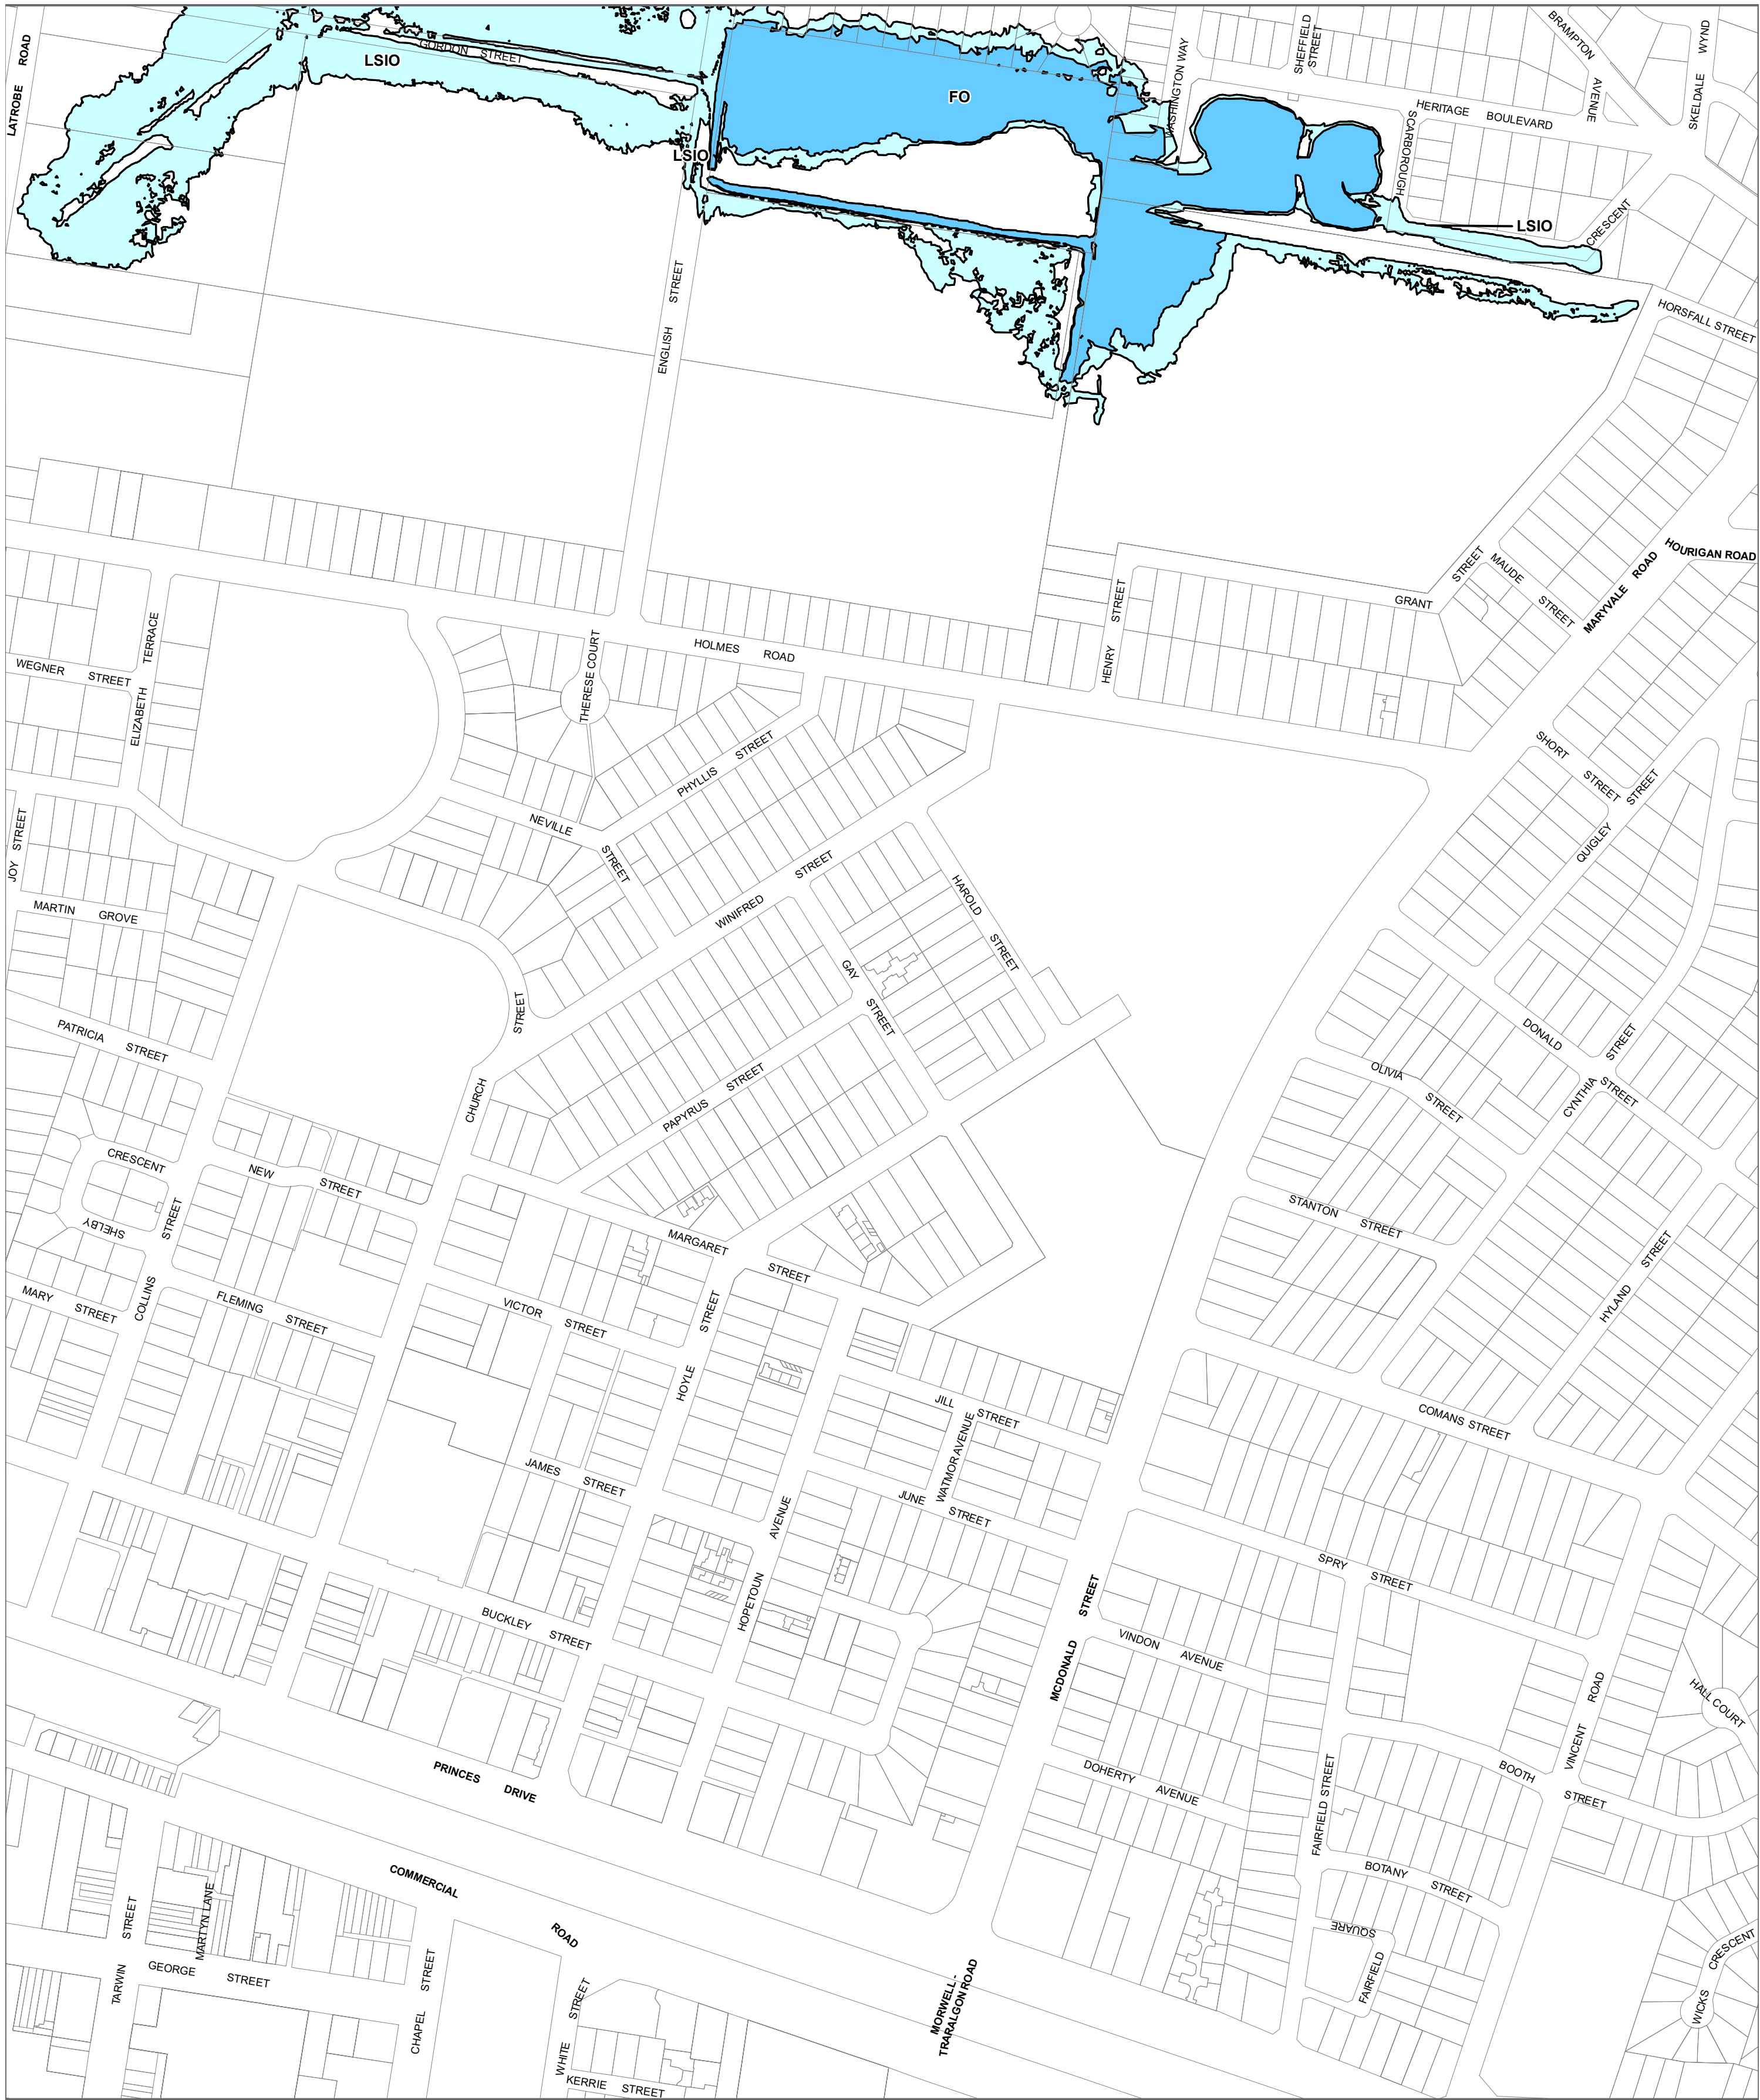 LATROBE ROAD
GORDON STREET
LSIO
FO
LSIO
LSIO
WASHINGTON WAY
SHEFFIELD
STREET
BRAMPTON
AVENUE
SKELDALE WYND
HERITAGE BOULEVARD
SCARBOROUGH
CRESCENT
HORSFALL STREET
ENGLISH STREET
HOURIGAN ROAD
MARYVALE ROAD
MAUDE STREET
GRANT STREET
HENRY STREET
HOLMES ROAD
THERESE COURT
ELIZABETH TERRACE
WEGNER STREET
PHYLLIS STREET
NEVILLE STREET
SHORT STREET
QUIGLEY STREET
JOY STREET
MARTIN GROVE
WINIFRED STREET
HAROLD STREET
GAY STREET
CHURCH STREET
PATRICIA STREET
PAPYRUS STREET
DONALD STREET
OLIVIA STREET
CYNTHIA STREET
SHELBY CRESCENT
NEW STREET
COLLINS STREET
STANTON STREET
HYLAND STREET
MARGARET STREET
MARY STREET
FLEMING STREET
VICTOR STREET
HOYLE STREET
JILL STREET
WATMOR AVENUE
COMANS STREET
JAMES STREET
JUNE STREET
HOPETOUN AVENUE
SPRY STREET
BUCKLEY STREET
MCDONALD STREET
VINDON AVENUE
VINCENT ROAD
HALL COURT
PRINCES DRIVE
DOHERTY AVENUE
FAIRFIELD STREET
BOOTH STREET
COMMERCIAL ROAD
BOTANY STREET
FAIRFIELD SQUARE
TARWIN STREET
MARTYN LANE
GEORGE STREET
CHAPEL STREET
WHITE STREET
KERRIE STREET
MORWELL -
TRARALGON ROAD
WICKS CRESCENT